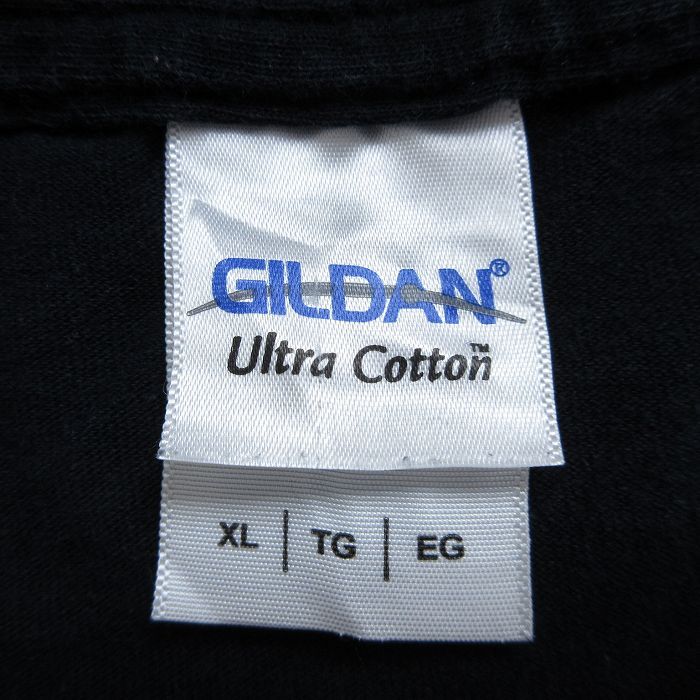 GILDAN®
Ultra Cotton™
XL | TG | EG